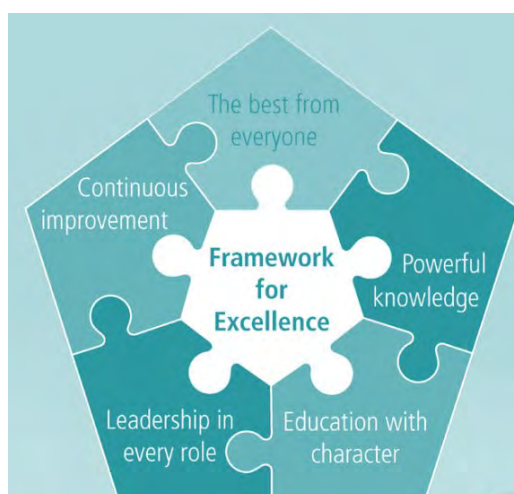 The best from
everyone
Continuous
improvement
Framework
for
Excellence
Powerful
knowledge
Leadership in
every role
Education with
character